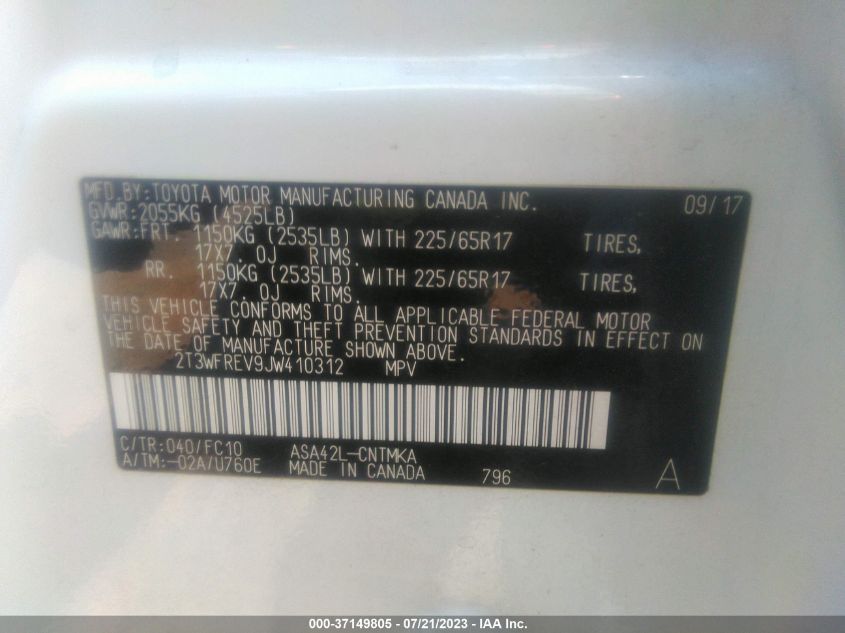 MFD. BY: TOYOTA MOTOR MANUFACTURING CANADA INC. 09/17
GVWR: 2055KG (4525LB)
GAWR: FRT. 1150KG (2535LB) WITH 225/65R17 TIRES,
17X7. 0J RIMS.
RR. 1150KG (2535LB) WITH 225/65R17 TIRES,
17X7. 0J RIMS.
THIS VEHICLE CONFORMS TO ALL APPLICABLE FEDERAL MOTOR
VEHICLE SAFETY AND THEFT PREVENTION STANDARDS IN EFFECT ON
THE DATE OF MANUFACTURE SHOWN ABOVE.
2T3WFREV9JW410312 MPV
C/TR: 040/FC10 ASA42L-CNTMKA
A/TM: -02A/U760E MADE IN CANADA 796 A
000-37149805 - 07/21/2023 - IAA Inc.